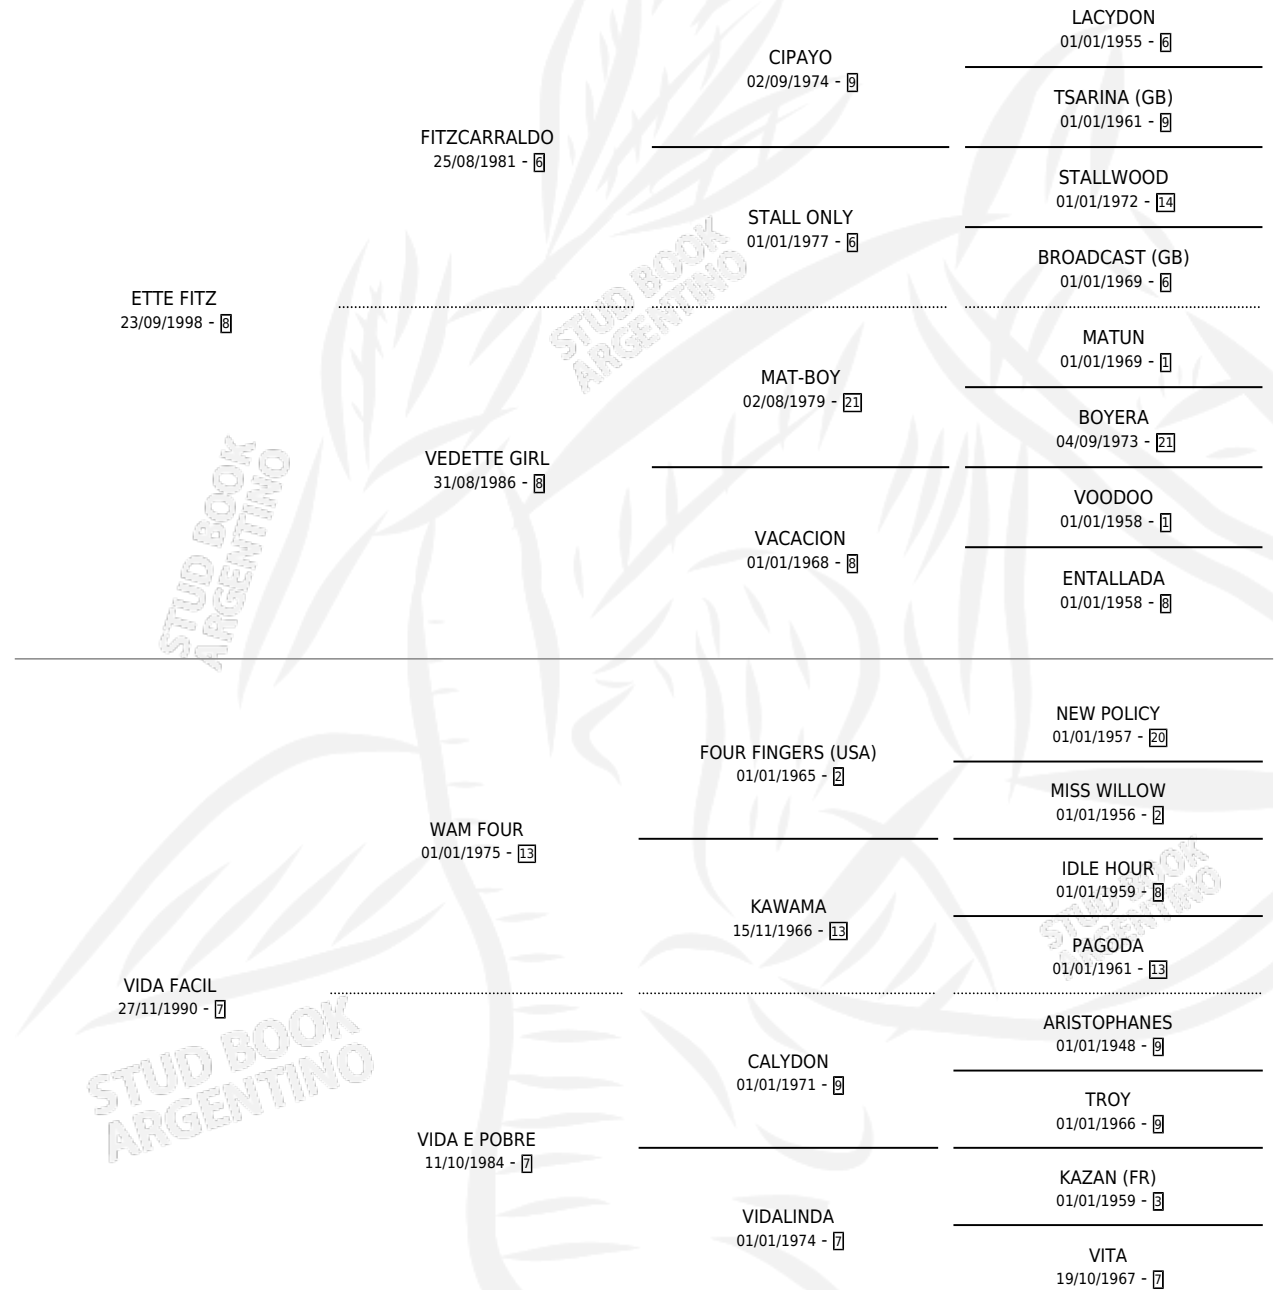 LACYDON
01/01/1955 - 6
CIPAYO
02/09/1974 - 9
TSARINA (GB)
01/01/1961 - 9
FITZCARRALDO
25/08/1981 - 6
STALLWOOD
01/01/1972 - 14
STALL ONLY
01/01/1977 - 6
BROADCAST (GB)
01/01/1969 - 6
ETTE FITZ
23/09/1998 - 8
MATUN
01/01/1969 - 1
MAT-BOY
02/08/1979 - 21
BOYERA
04/09/1973 - 21
VEDETTE GIRL
31/08/1986 - 8
VOODOO
01/01/1958 - 1
VACACION
01/01/1968 - 8
ENTALLADA
01/01/1958 - 8
NEW POLICY
01/01/1957 - 20
FOUR FINGERS (USA)
01/01/1965 - 2
MISS WILLOW
01/01/1956 - 2
WAM FOUR
01/01/1975 - 13
IDLE HOUR
01/01/1959 - 8
KAWAMA
15/11/1966 - 13
PAGODA
01/01/1961 - 13
VIDA FACIL
27/11/1990 - 7
ARISTOPHANES
01/01/1948 - 9
CALYDON
01/01/1971 - 9
TROY
01/01/1966 - 9
VIDA E POBRE
11/10/1984 - 7
KAZAN (FR)
01/01/1959 - 3
VIDALINDA
01/01/1974 - 7
VITA
19/10/1967 - 7
STUD BOOK
ARGENTINO
STUD BOOK
ARGENTINO
STUD BOOK
ARGENTINO
STUD BOOK
ARGENTINO